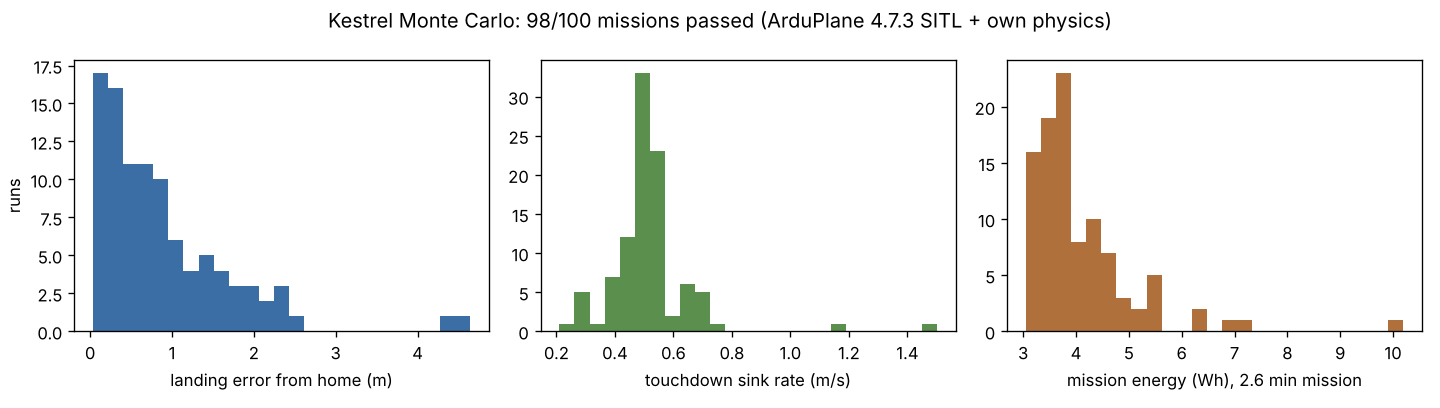 Kestrel Monte Carlo: 98/100 missions passed (ArduPlane 4.7.3 SITL + own physics)
runs
17.5
15.0
12.5
10.0
7.5
5.0
2.5
0.0
0 1 2 3 4
landing error from home (m)
30
25
20
15
10
5
0
0.2 0.4 0.6 0.8 1.0 1.2 1.4
touchdown sink rate (m/s)
20
15
10
5
0
3 4 5 6 7 8 9 10
mission energy (Wh), 2.6 min mission